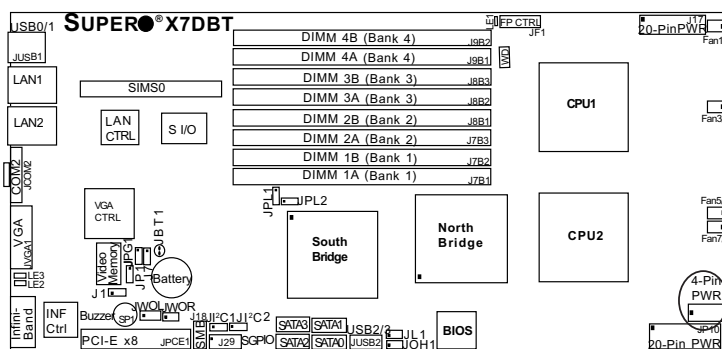 SUPER® X7DBT
USB0/1
JUSB1
LAN1
LAN2
COM2
JCOM2
VGA
JVGA1
LE3
LE2
Infini-
Band
INF
Ctrl
SIMS0
LAN
CTRL
S I/O
VGA
CTRL
Video
Memory
JPG1
JP1
J7
JBT1
Battery
J1
Buzzer
SP1
JWOL
JWOR
PCI-E x8
JPCE1
DIMM 4B (Bank 4)
J9B2
DIMM 4A (Bank 4)
J9B1
DIMM 3B (Bank 3)
J8B3
DIMM 3A (Bank 3)
J8B2
DIMM 2B (Bank 2)
J8B1
DIMM 2A (Bank 2)
J7B3
DIMM 1B (Bank 1)
J7B2
DIMM 1A (Bank 1)
J7B1
JPL1
JPL2
South
Bridge
North
Bridge
J18
JI²C1
JI²C2
SMB
J29
SGPIO
SATA3
SATA1
SATA2
SATA0
USB2/3
JUSB2
JL1
JOH1
BIOS
LE1
FP CTRL
JF1
WD
CPU1
CPU2
J17
20-PinPWR
Fan1
Fan3
Fan5
Fan7
4-Pin
PWR
JP10
20-Pin PWR